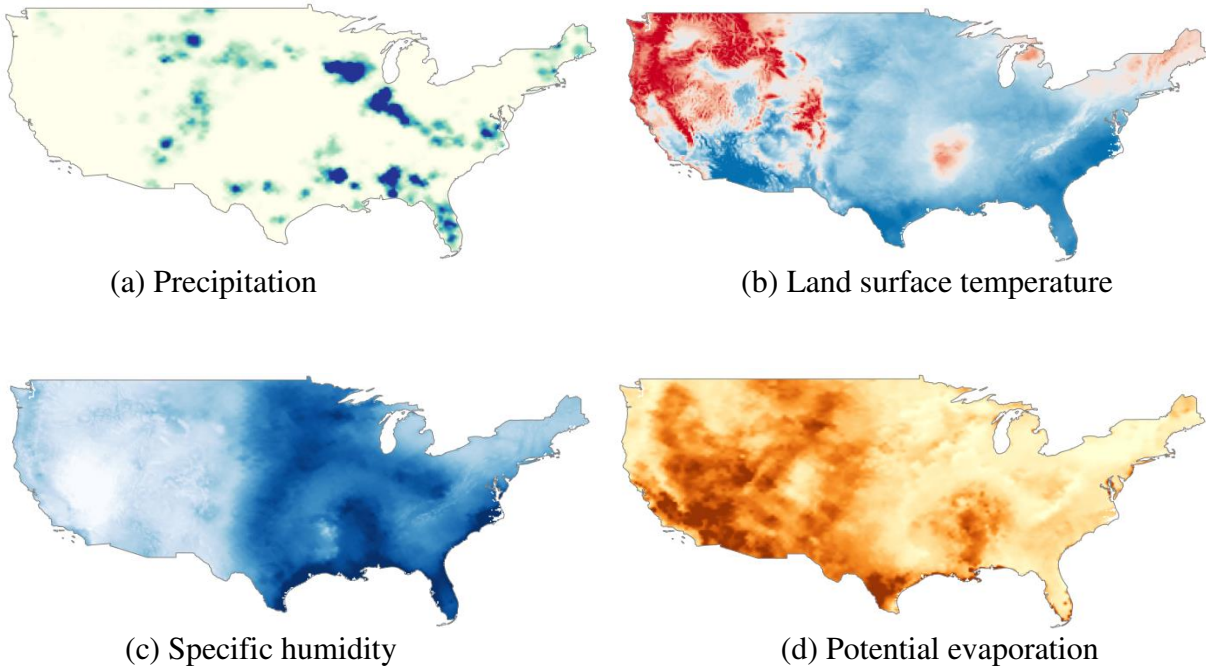 (a) Precipitation
(b) Land surface temperature
(c) Specific humidity
(d) Potential evaporation